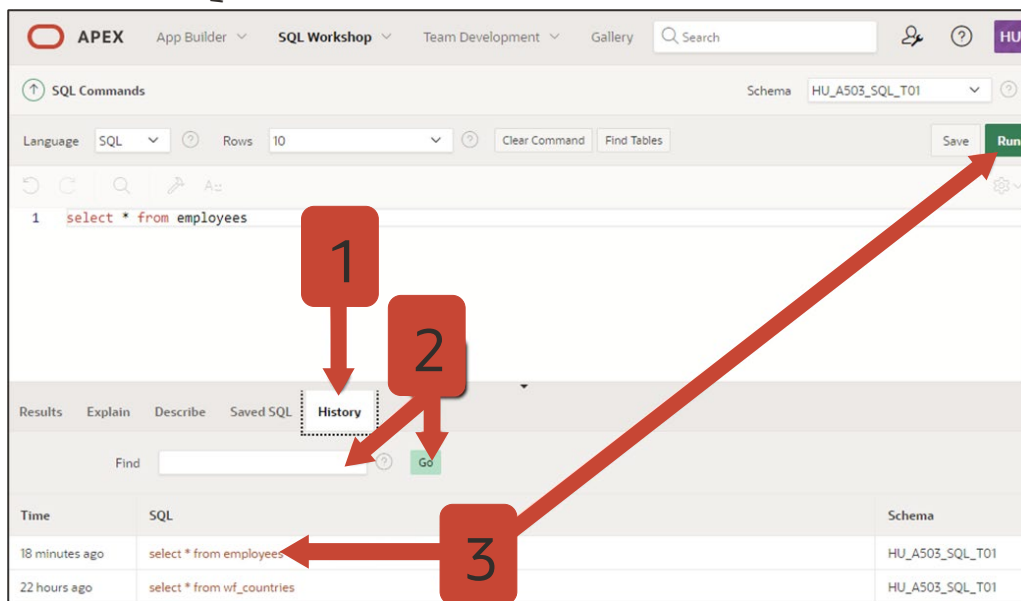 APEX App Builder SQL Workshop Team Development Gallery Search HU
SQL Commands Schema HU_A503_SQL_T01
Language SQL Rows 10 Clear Command Find Tables Save Run
1 select * from employees
1
2
Results Explain Describe Saved SQL History
Find Go
Time SQL Schema
18 minutes ago select * from employees HU_A503_SQL_T01
3
22 hours ago select * from wf_countries HU_A503_SQL_T01